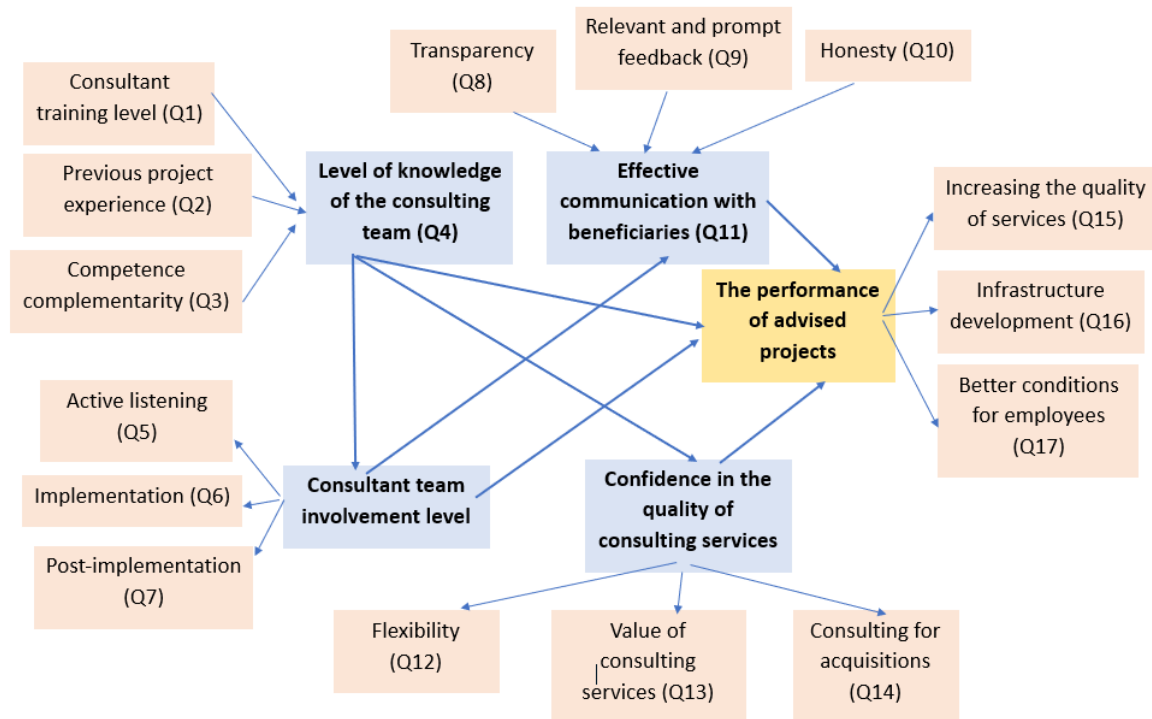 Transparency
(Q8)
Relevant and prompt
feedback (Q9)
Honesty (Q10)
Consultant
training level (Q1)
Previous project
experience (Q2)
Competence
complementarity (Q3)
Level of knowledge
of the consulting
team (Q4)
Effective
communication with
beneficiaries (Q11)
Increasing the quality
of services (Q15)
The performance
of advised
projects
Infrastructure
development (Q16)
Better conditions
for employees
(Q17)
Active listening
(Q5)
Implementation (Q6)
Post-implementation
(Q7)
Consultant team
involvement level
Confidence in the
quality of
consulting services
Flexibility
(Q12)
Value of
consulting
services (Q13)
Consulting for
acquisitions
(Q14)